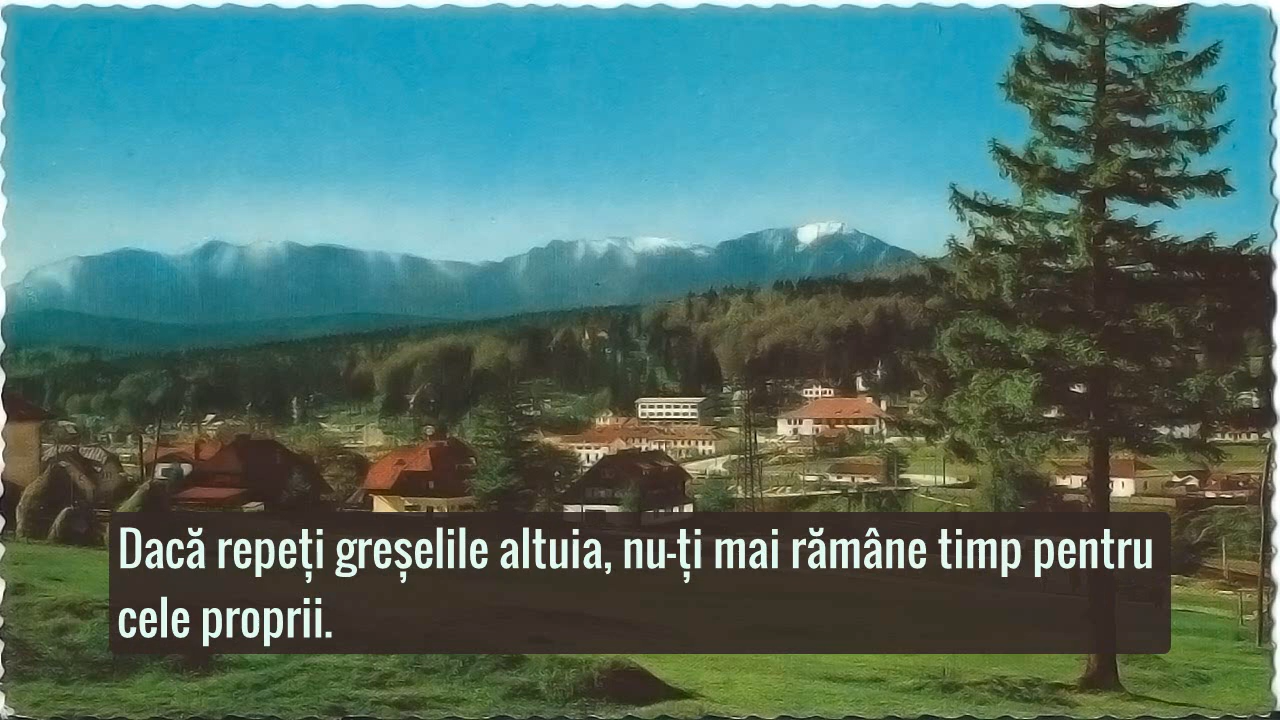 Dacă repeți greșelile altuia, nu-ți mai rămâne timp pentru
cele proprii.